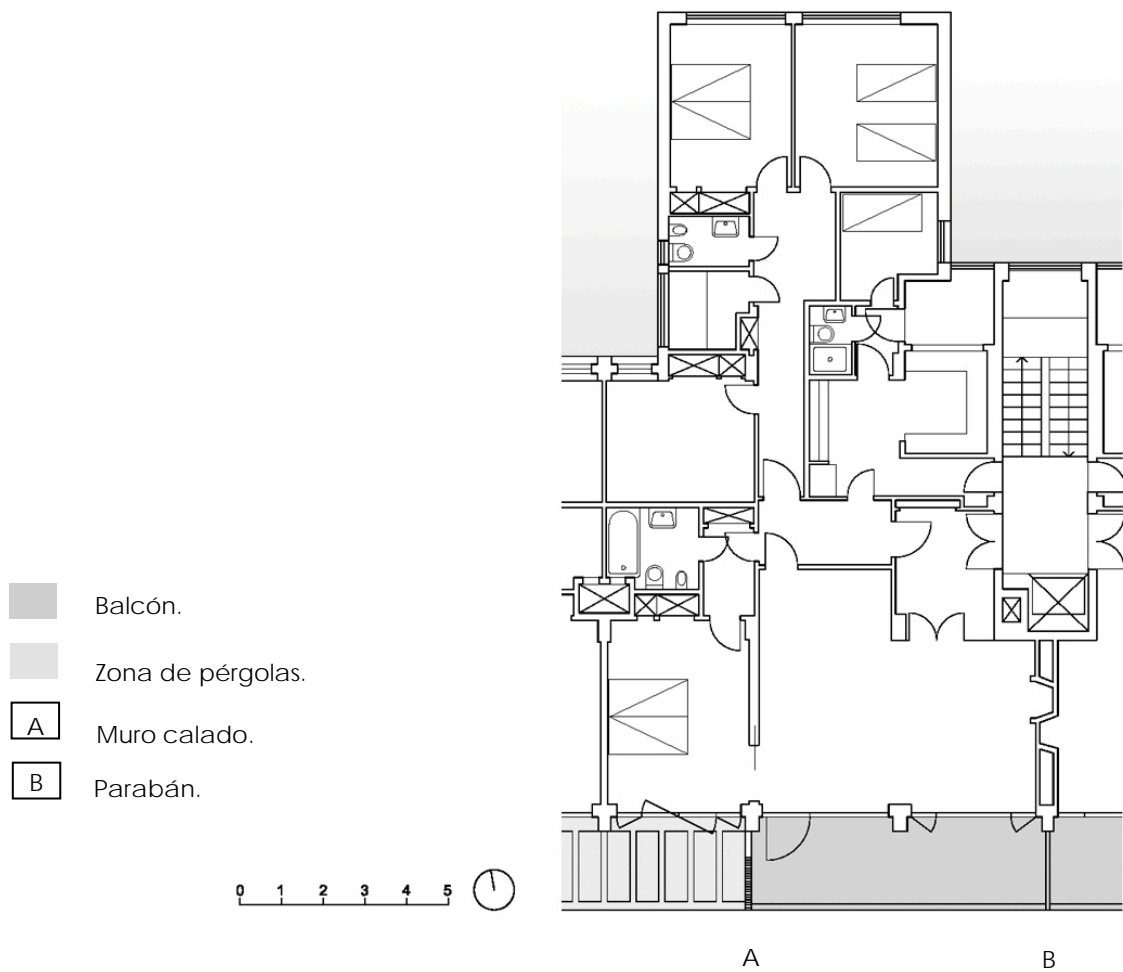 Balcón.
Zona de pérgolas.
A Muro calado.
B Parabán.
0 1 2 3 4 5
A B